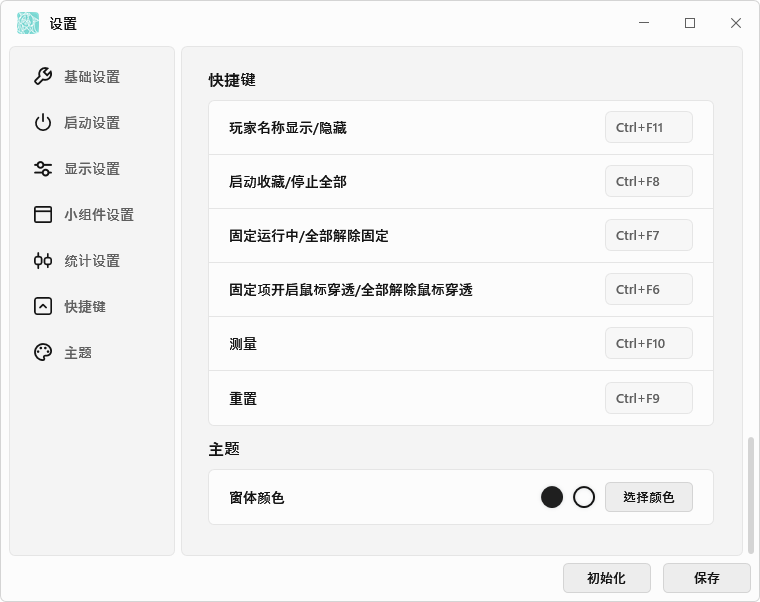 设置
基础设置
启动设置
显示设置
小组件设置
统计设置
快捷键
主题
快捷键
玩家名称显示/隐藏 Ctrl+F11
启动收藏/停止全部 Ctrl+F8
固定运行中/全部解除固定 Ctrl+F7
固定项开启鼠标穿透/全部解除鼠标穿透 Ctrl+F6
测量 Ctrl+F10
重置 Ctrl+F9
主题
窗体颜色 选择颜色
初始化 保存